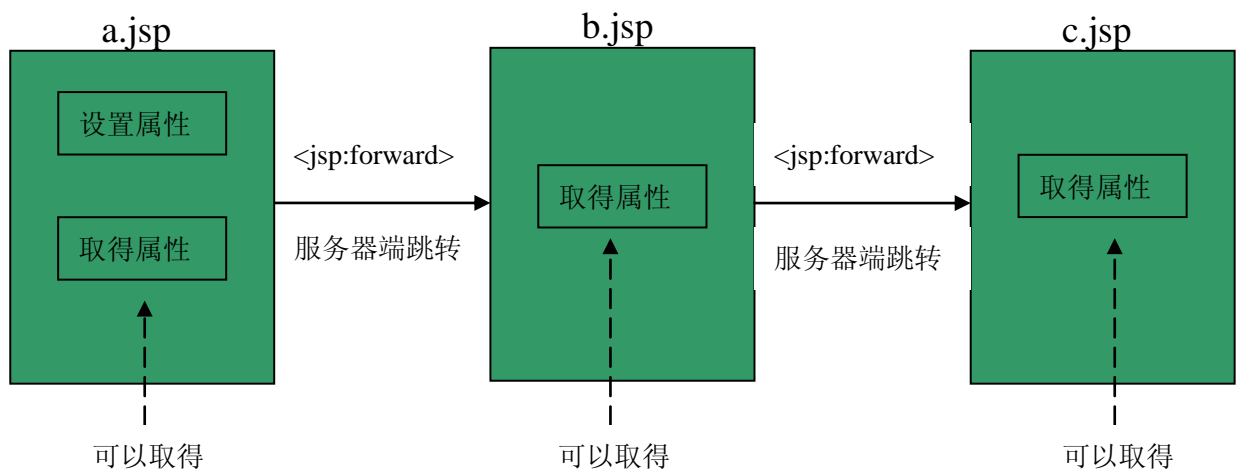 a.jsp
b.jsp
c.jsp
设置属性
<jsp:forward>
<jsp:forward>
取得属性
取得属性
取得属性
服务器端跳转
服务器端跳转
可以取得
可以取得
可以取得